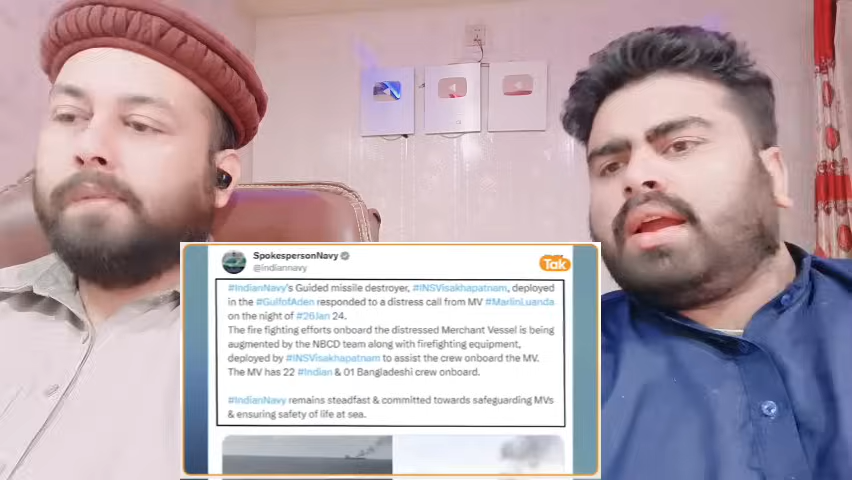 SpokespersonNavy
@indiannavy
Tak
#IndianNavy's Guided missile destroyer, #INSVisakhapatnam, deployed
in the #GulfofAden responded to a distress call from MV #MarlinLuanda
on the night of #26Jan 24.
The fire fighting efforts onboard the distressed Merchant Vessel is being
augmented by the NBCD team along with firefighting equipment,
deployed by #INSVisakhapatnam to assist the crew onboard the MV.
The MV has 22 #Indian & 01 Bangladeshi crew onboard.
#IndianNavy remains steadfast & committed towards safeguarding MVs
& ensuring safety of life at sea.